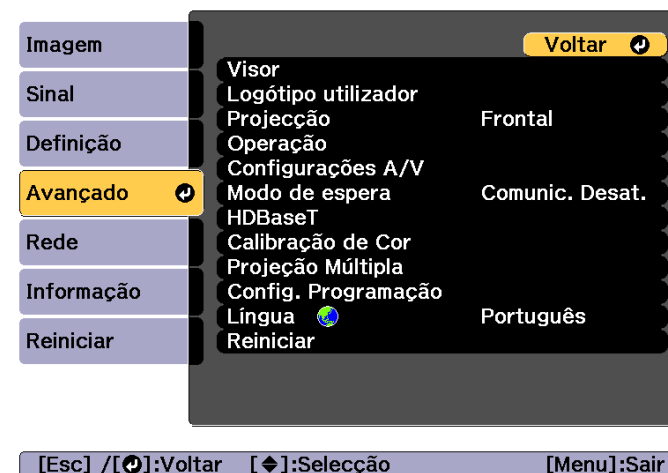 Imagem
Sinal
Definição
Avançado
Rede
Informação
Reiniciar
Voltar
Visor
Logótipo utilizador
Projecção Frontal
Operação
Configurações A/V
Modo de espera Comunic. Desat.
HDBaseT
Calibração de Cor
Projeção Múltipla
Config. Programação
Língua Português
Reiniciar
[Esc] /[⏎]:Voltar [◆]:Selecção [Menu]:Sair